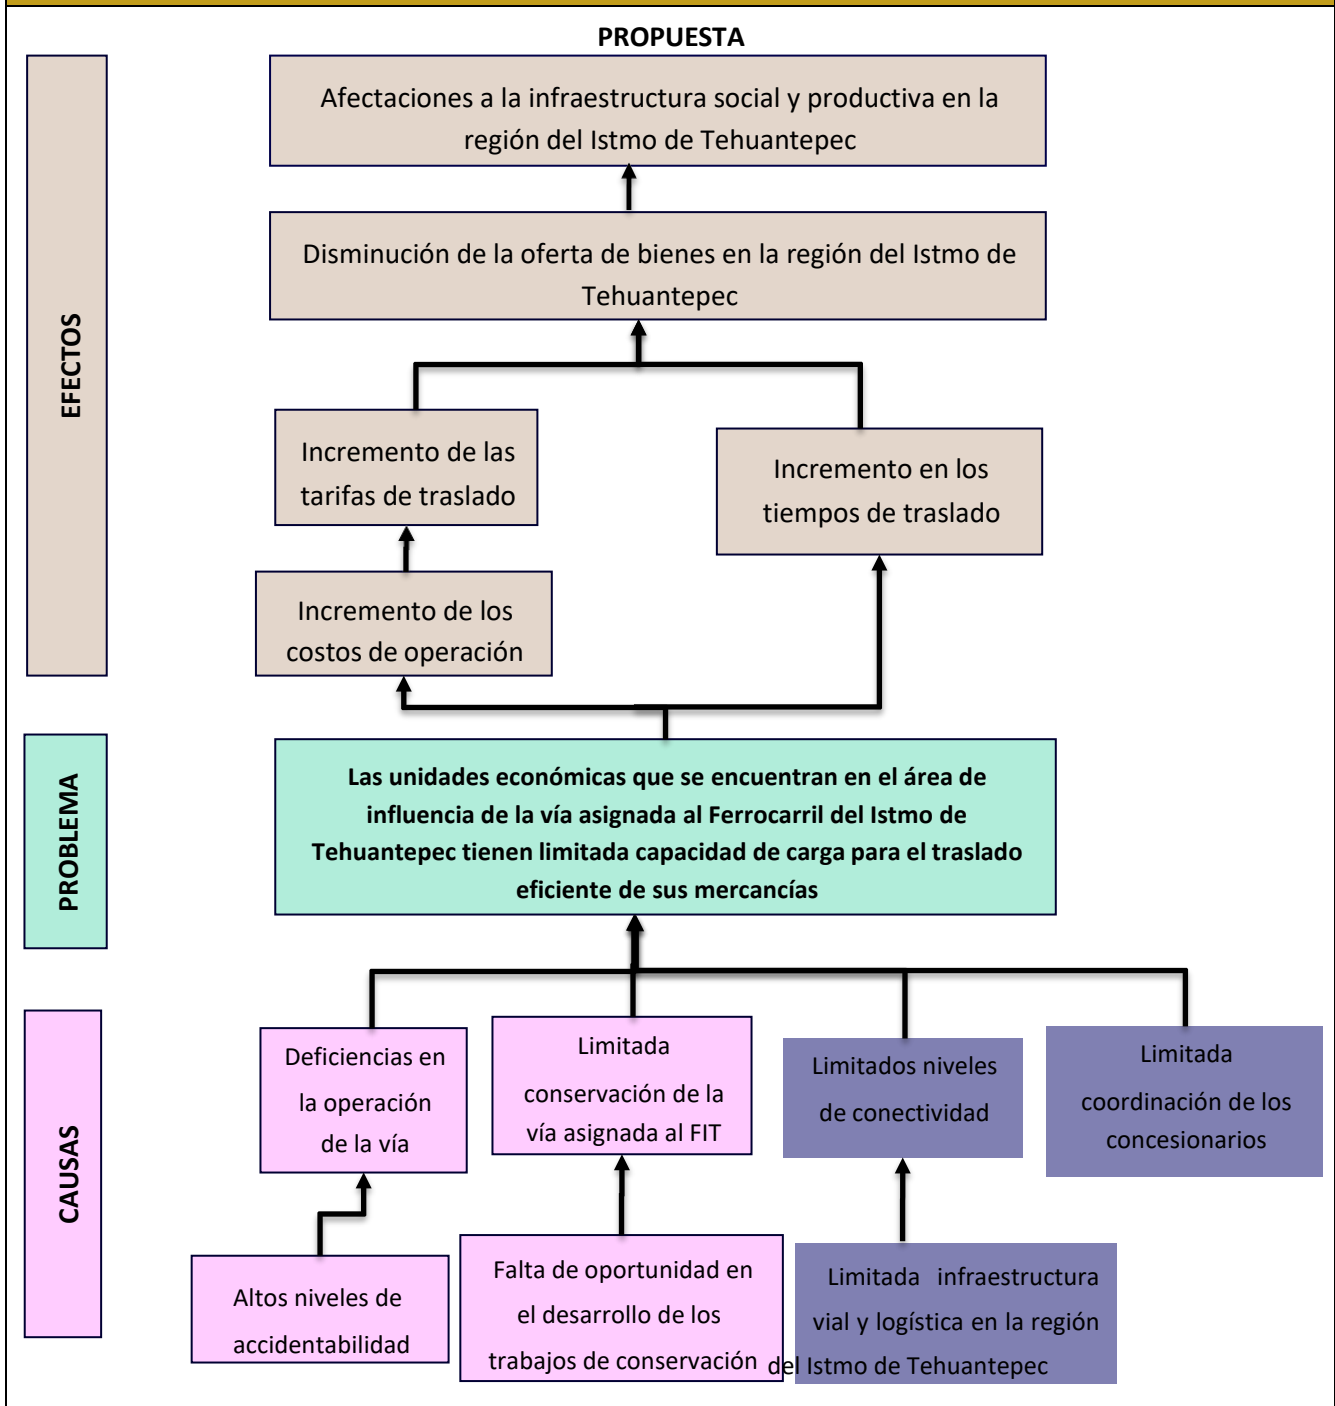 PROPUESTA
EFECTOS
Afectaciones a la infraestructura social y productiva en la
región del Istmo de Tehuantepec
Disminución de la oferta de bienes en la región del Istmo de
Tehuantepec
Incremento de las
tarifas de traslado
Incremento en los
tiempos de traslado
Incremento de los
costos de operación
PROBLEMA
Las unidades económicas que se encuentran en el área de
influencia de la vía asignada al Ferrocarril del Istmo de
Tehuantepec tienen limitada capacidad de carga para el traslado
eficiente de sus mercancías
CAUSAS
Deficiencias en
la operación
de la vía
Limitada
conservación de la
vía asignada al FIT
Limitados niveles
de conectividad
Limitada
coordinación de los
concesionarios
Altos niveles de
accidentabilidad
Falta de oportunidad en
el desarrollo de los
trabajos de conservación
Limitada infraestructura
vial y logística en la región
del Istmo de Tehuantepec